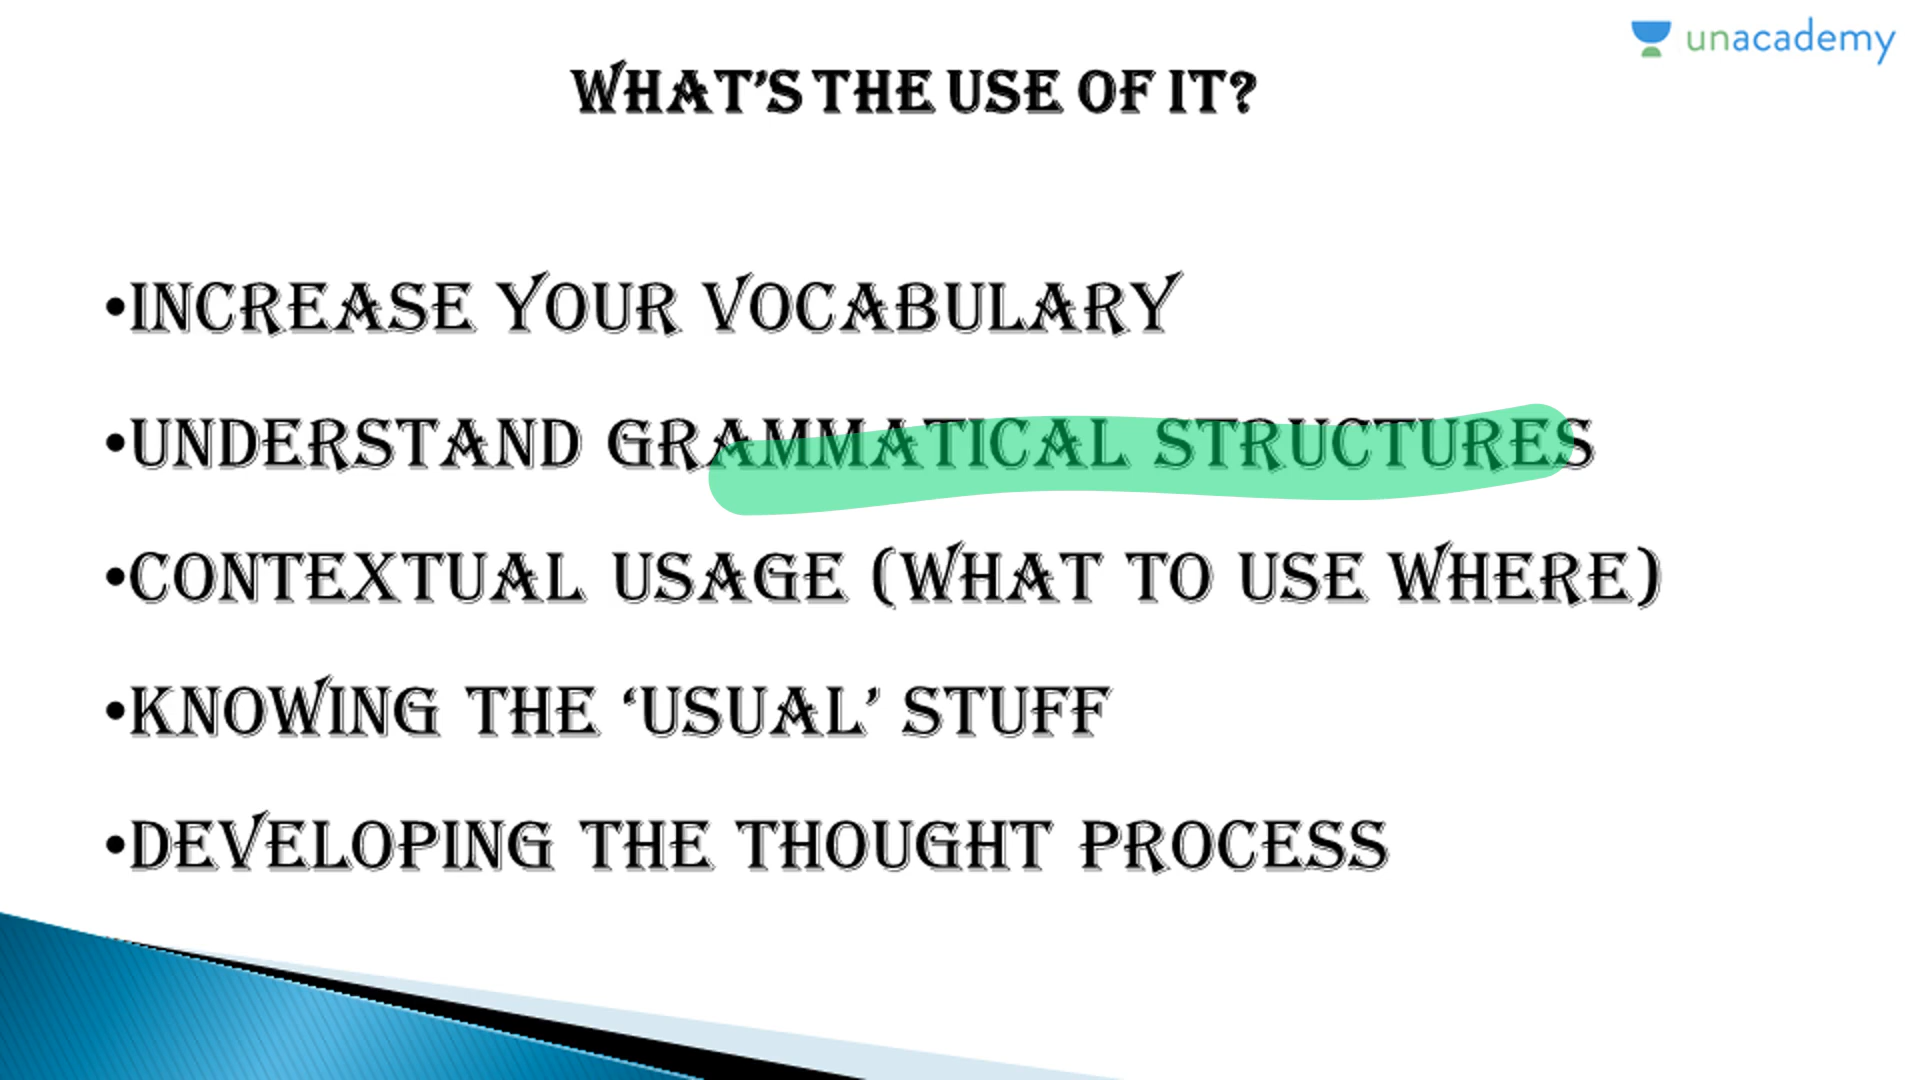 unacademy
WHAT'S THE USE OF IT?
•INCREASE YOUR VOCABULARY
•UNDERSTAND GRAMMATICAL STRUCTURES
•CONTEXTUAL USAGE (WHAT TO USE WHERE)
•KNOWING THE ‘USUAL’ STUFF
•DEVELOPING THE THOUGHT PROCESS